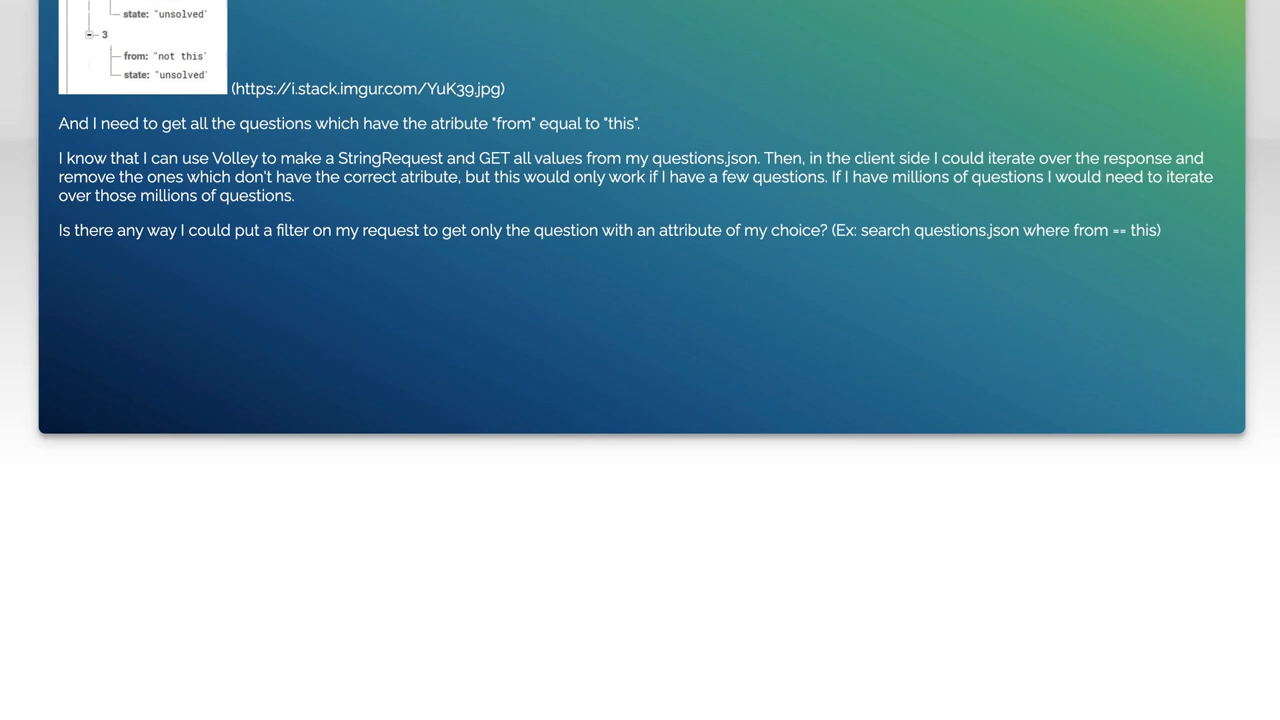 state: "unsolved"
3
from: "not this"
state: "unsolved"
(https://i.stack.imgur.com/YuK39.jpg)
And I need to get all the questions which have the atribute "from" equal to "this".
I know that I can use Volley to make a StringRequest and GET all values from my questions.json. Then, in the client side I could iterate over the response and
remove the ones which don't have the correct atribute, but this would only work if I have a few questions. If I have millions of questions I would need to iterate
over those millions of questions.
Is there any way I could put a filter on my request to get only the question with an attribute of my choice? (Ex: search questions.json where from == this)